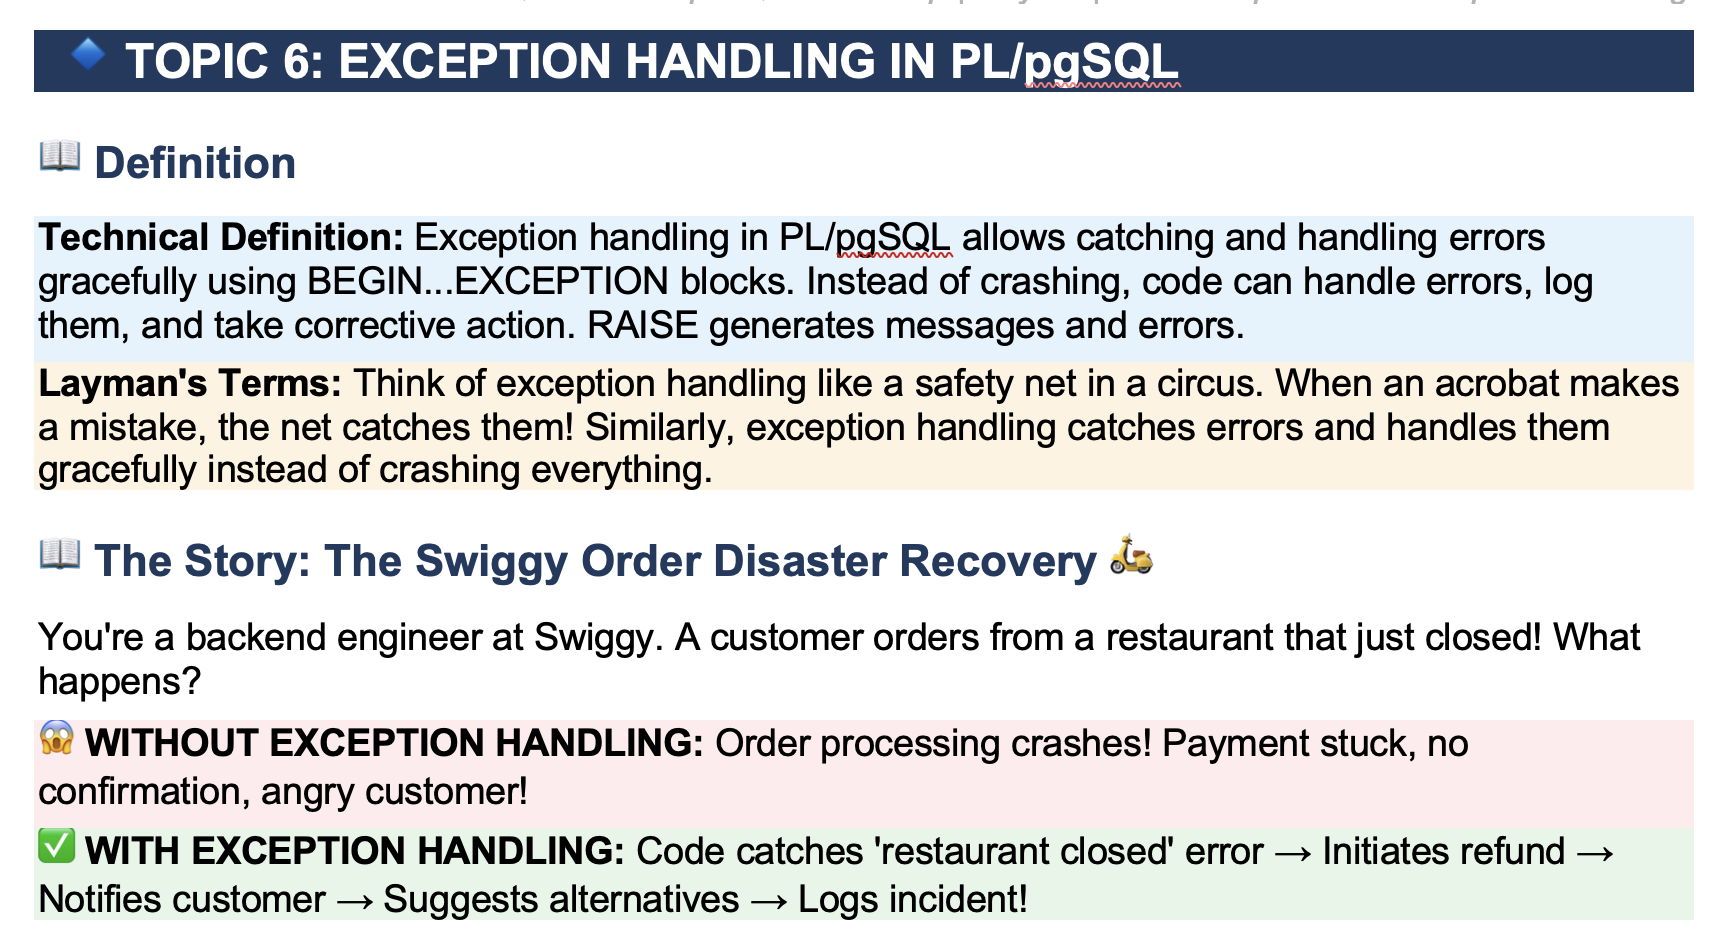 TOPIC 6: EXCEPTION HANDLING IN PL/pgSQL
Definition
Technical Definition: Exception handling in PL/pgSQL allows catching and handling errors
gracefully using BEGIN...EXCEPTION blocks. Instead of crashing, code can handle errors, log
them, and take corrective action. RAISE generates messages and errors.
Layman's Terms: Think of exception handling like a safety net in a circus. When an acrobat makes
a mistake, the net catches them! Similarly, exception handling catches errors and handles them
gracefully instead of crashing everything.
The Story: The Swiggy Order Disaster Recovery 🛵
You're a backend engineer at Swiggy. A customer orders from a restaurant that just closed! What
happens?
😱 WITHOUT EXCEPTION HANDLING: Order processing crashes! Payment stuck, no
confirmation, angry customer!
✅ WITH EXCEPTION HANDLING: Code catches 'restaurant closed' error → Initiates refund →
Notifies customer → Suggests alternatives → Logs incident!